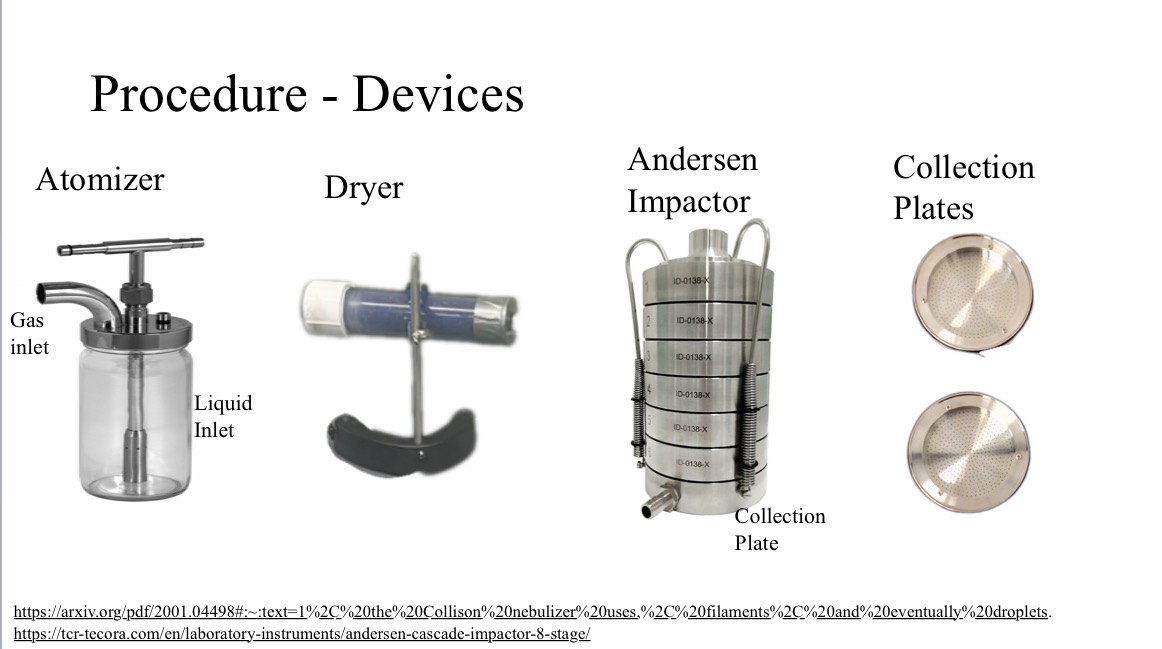 Procedure - Devices
Atomizer
Dryer
Andersen
Impactor
Collection
Plates
Gas
inlet
Liquid
Inlet
ID-0138-X
2 ID-0138-X
3 ID-0138-X
4 ID-0138-X
ID-0138-X
ID-0138-X
Collection
Plate
https://arxiv.org/pdf/2001.04498#:~:text=1%2C%20the%20Collison%20nebulizer%20uses,%2C%20filaments%2C%20and%20eventually%20droplets.
https://tcr-tecora.com/en/laboratory-instruments/andersen-cascade-impactor-8-stage/